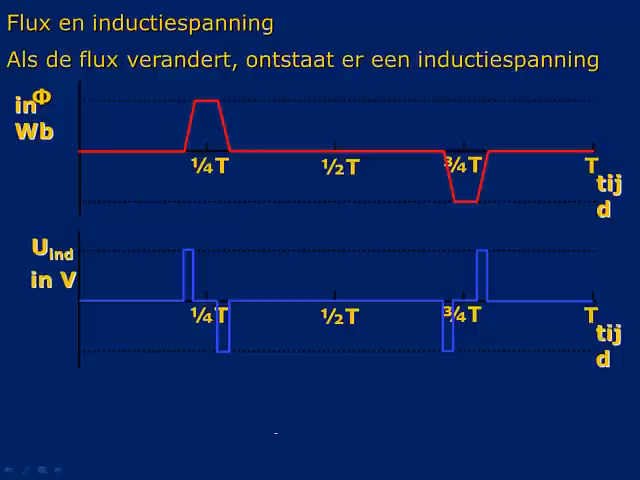 Flux en inductiespanning
Als de flux verandert, ontstaat er een inductiespanning
Φ
in
Wb
¼T
½T
¾T
T
tij
d
Uind
in V
¼T
½T
¾T
T
tij
d
-